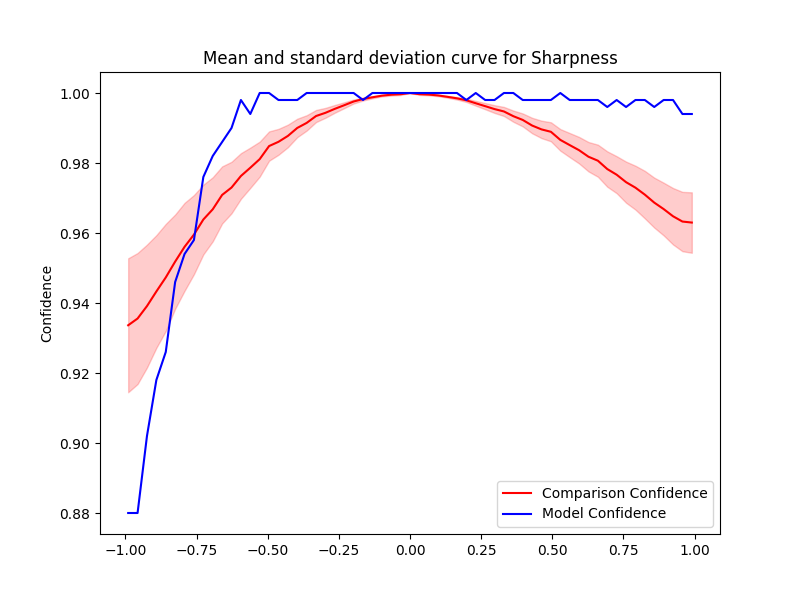 Mean and standard deviation curve for Sharpness
Confidence
1.00
0.98
0.96
0.94
0.92
0.90
0.88
−1.00 −0.75 −0.50 −0.25 0.00 0.25 0.50 0.75 1.00
Comparison Confidence
Model Confidence